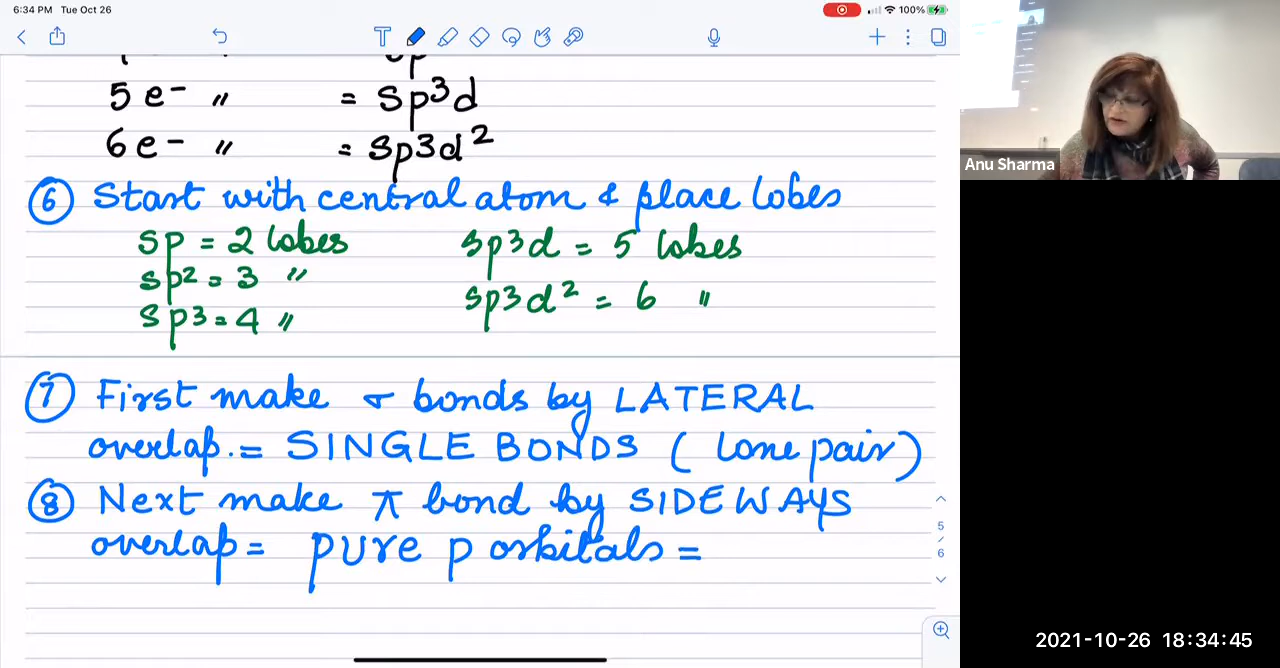 6:34 PM Tue Oct 26
100%
5 e- " = Sp3d
6e- " = Sp3d2
6 Start with central atom & place lobes
Sp = 2 lobes Sp3d = 5 lobes
Sp2 = 3 " Sp3d2 = 6 "
Sp3 = 4 "
7 First make σ bonds by LATERAL
overlap. = SINGLE BONDS ( lone pair )
8 Next make π bond by SIDEWAYS
overlap = pure p orbitals =
5/6
Anu Sharma
2021-10-26 18:34:45